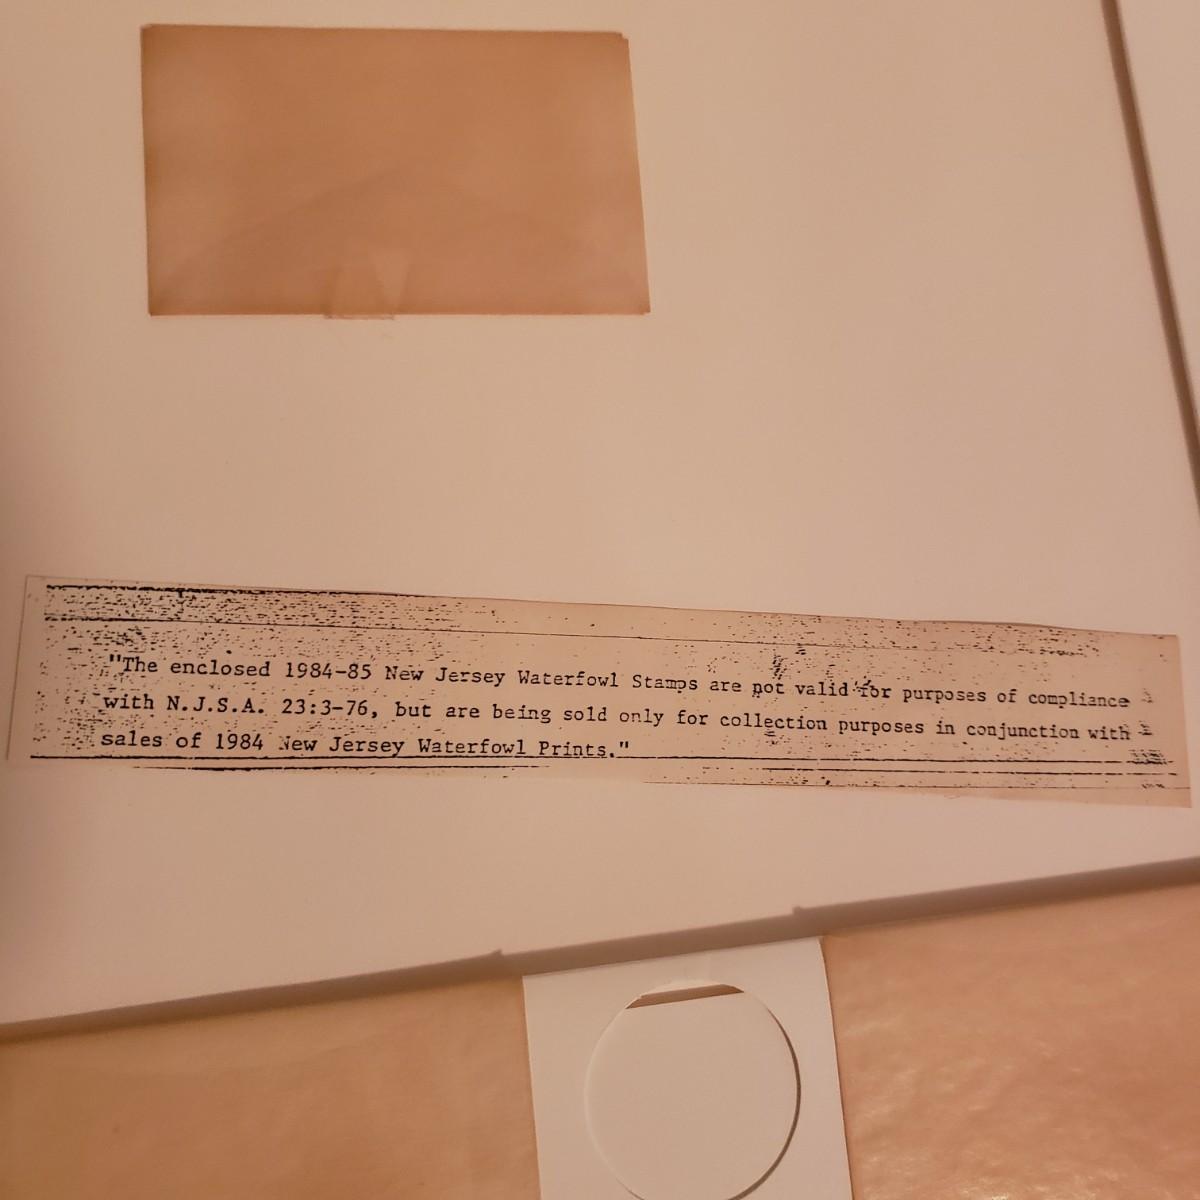 "The enclosed 1984-85 New Jersey Waterfowl Stamps are not valid for purposes of compliance
with N.J.S.A. 23:3-76, but are being sold only for collection purposes in conjunction with
sales of 1984 New Jersey Waterfowl Prints."